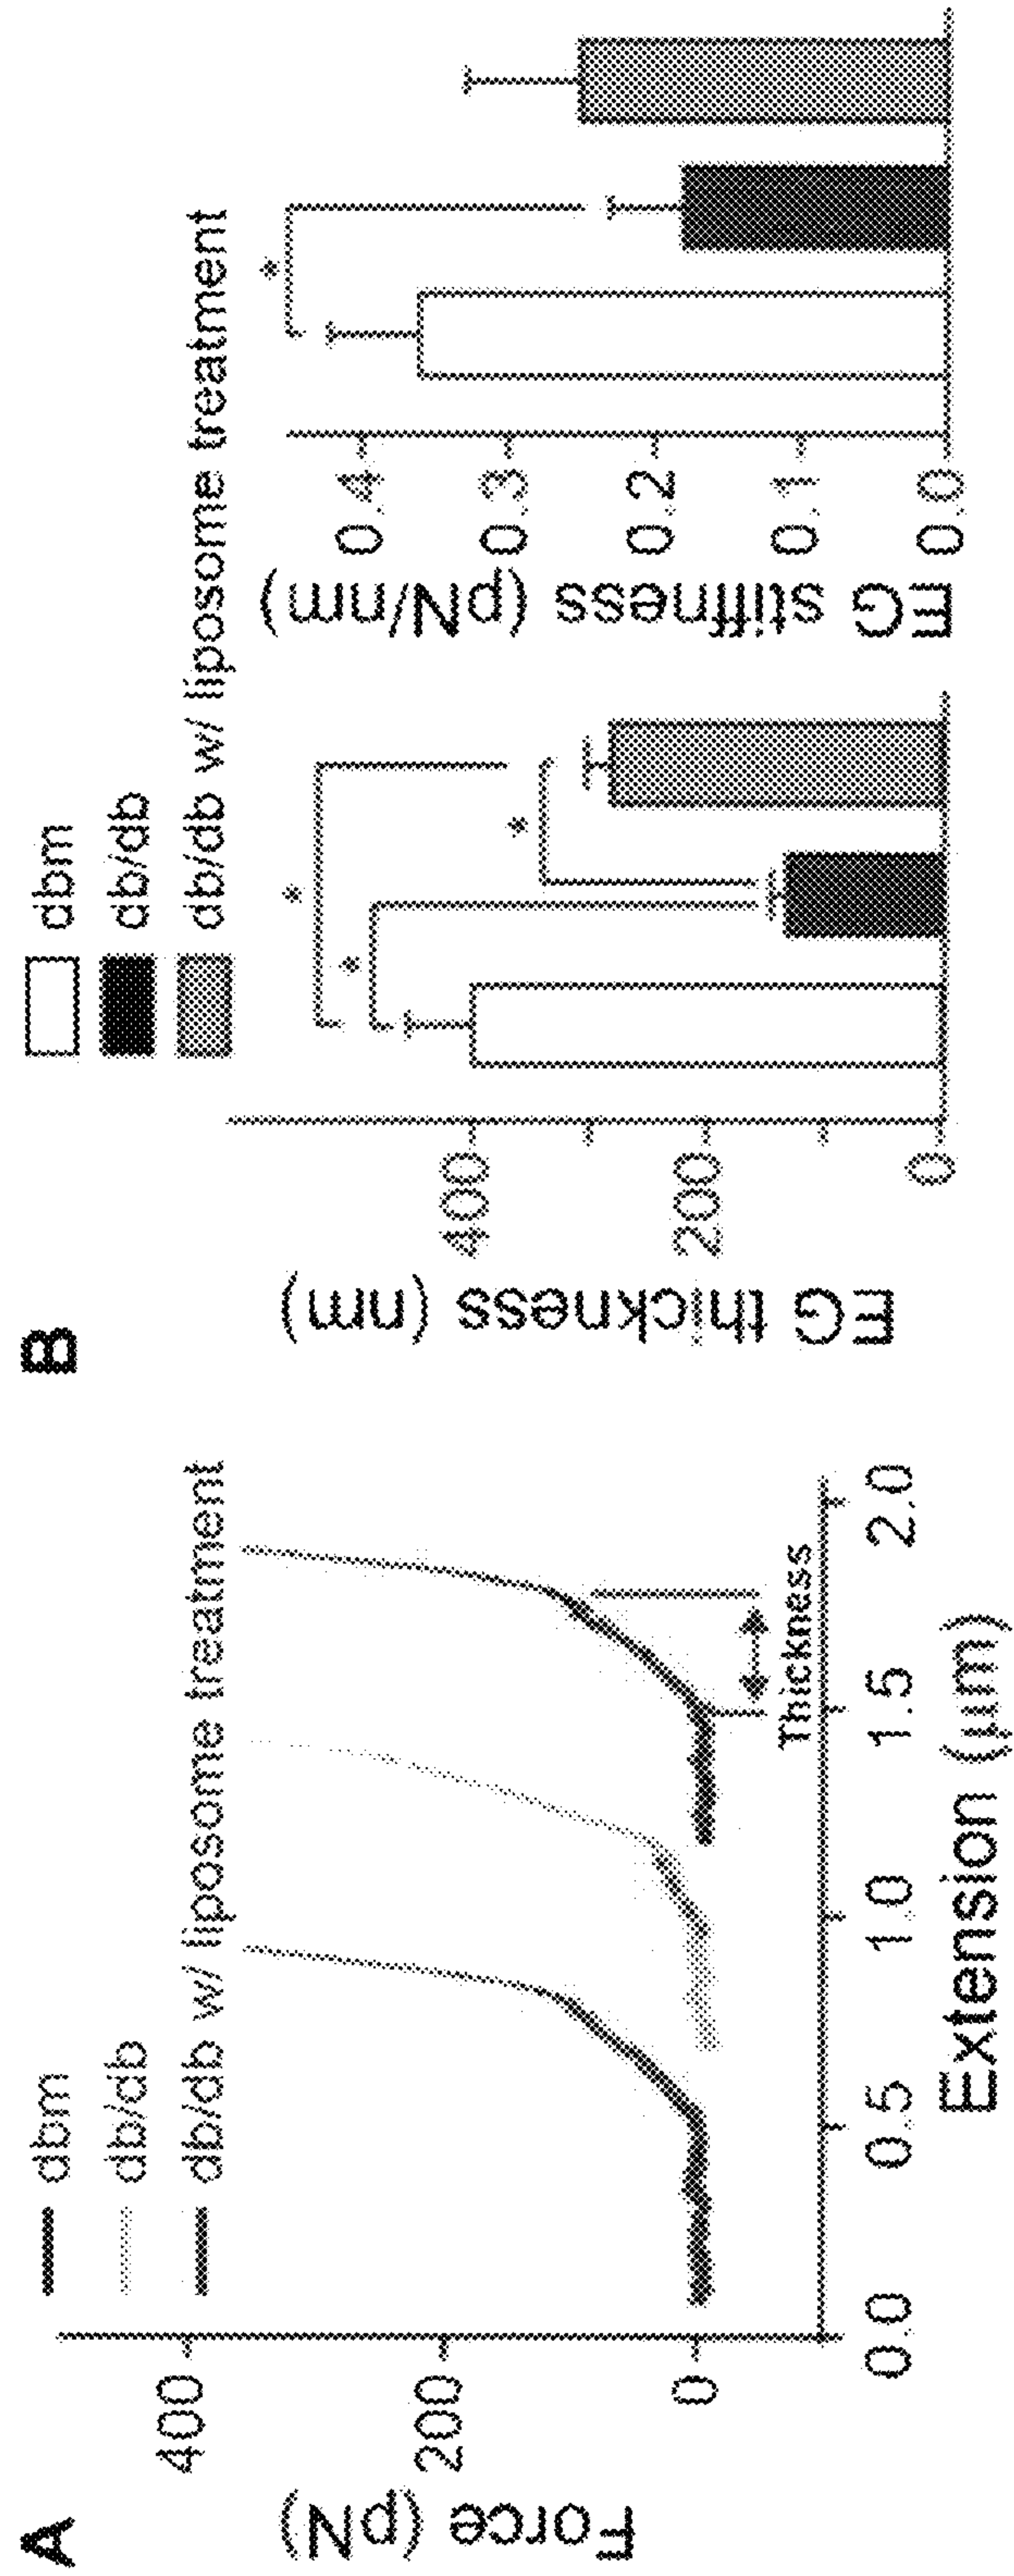 A
dbm
db/db
db/db w/ liposome treatment
Force (pN)
400
200
0
Thickness
0.0
0.5
1.0
1.5
2.0
Extension (μm)
B
dbm
db/db
db/db w/ liposome treatment
EG thickness (nm)
400
200
0
*
*
*
EG stiffness (pN/nm)
0.4
0.3
0.2
0.1
0.0
*